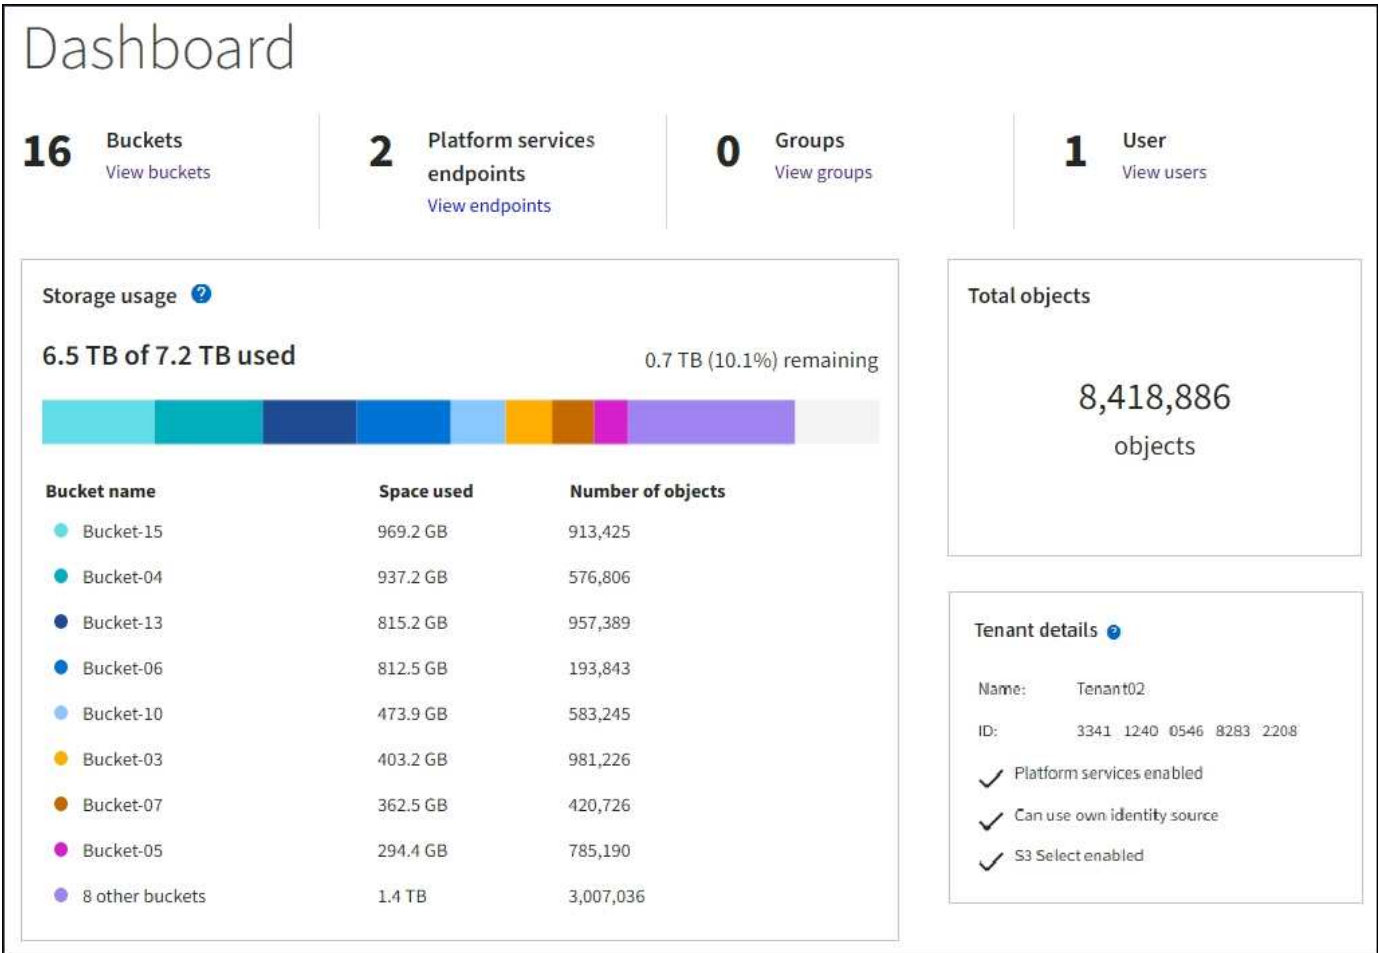 Dashboard
16 Buckets
View buckets
2 Platform services
endpoints
View endpoints
0 Groups
View groups
1 User
View users
Storage usage ?
6.5 TB of 7.2 TB used
0.7 TB (10.1%) remaining
Bucket name Space used Number of objects
Bucket-15 969.2 GB 913,425
Bucket-04 937.2 GB 576,806
Bucket-13 815.2 GB 957,389
Bucket-06 812.5 GB 193,843
Bucket-10 473.9 GB 583,245
Bucket-03 403.2 GB 981,226
Bucket-07 362.5 GB 420,726
Bucket-05 294.4 GB 785,190
8 other buckets 1.4 TB 3,007,036
Total objects
8,418,886
objects
Tenant details ?
Name: Tenant02
ID: 3341 1240 0546 8283 2208
Platform services enabled
Can use own identity source
S3 Select enabled